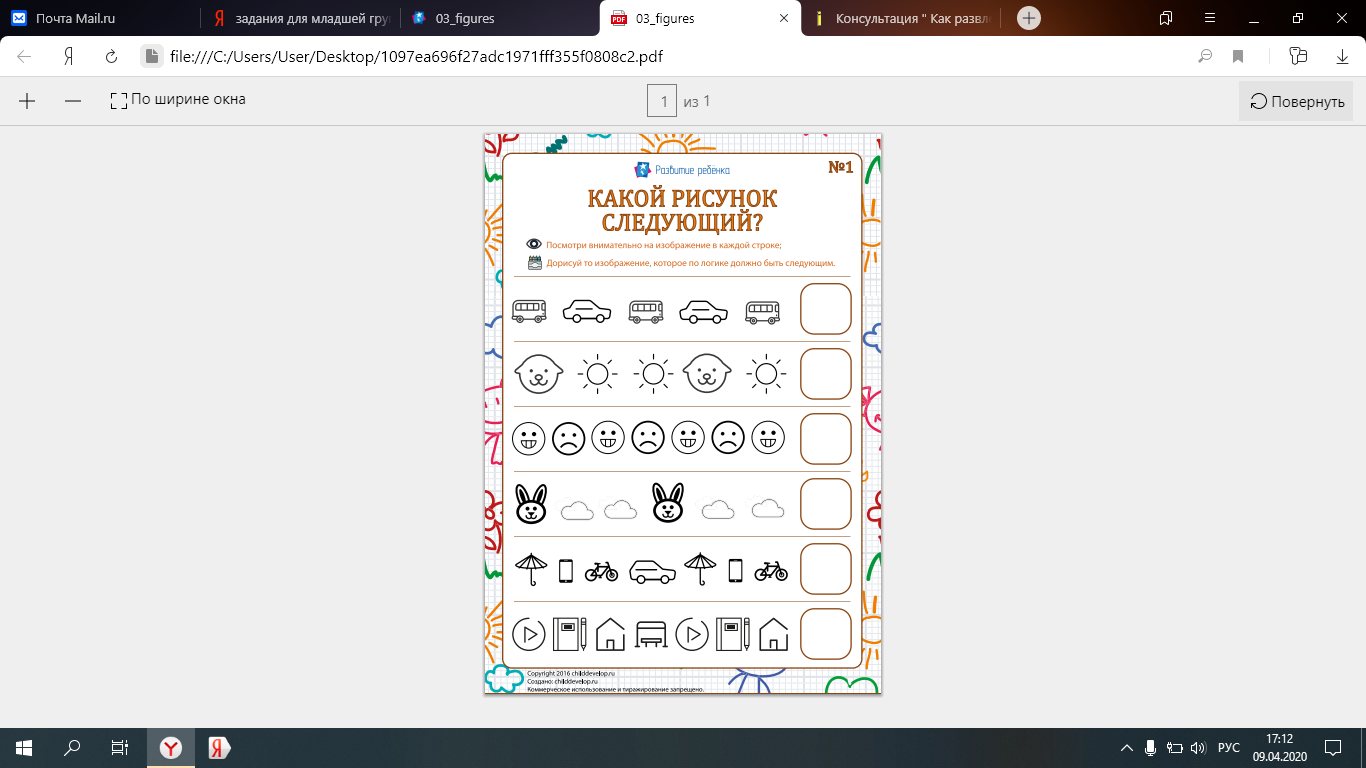 Почта Mail.ru
задания для младшей гру
03_figures
03_figures
Консультация " Как развле
file:///C:/Users/User/Desktop/1097ea696f27adc1971fff355f0808c2.pdf
По ширине окна
1 из 1
Повернуть
Развитие ребёнка
№1
КАКОЙ РИСУНОК
СЛЕДУЮЩИЙ?
Посмотри внимательно на изображение в каждой строке;
Дорисуй то изображение, которое по логике должно быть следующим.
Copyright 2016 childdevelop.ru
Создано: childdevelop.ru
Коммерческое использование и тиражирование запрещено.
РУС
17:12
09.04.2020